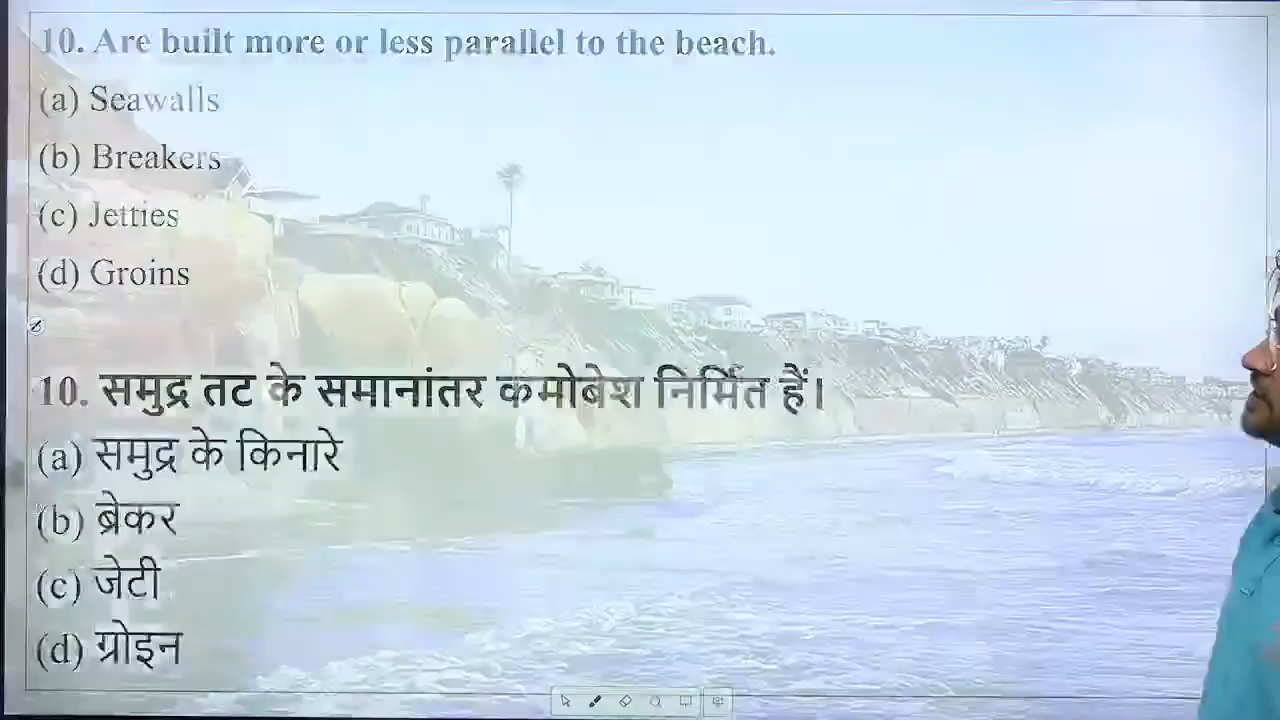 10. Are built more or less parallel to the beach.
(a) Seawalls
(b) Breakers
(c) Jetties
(d) Groins
10. समुद्र तट के समानांतर कमोबेश निर्मित हैं।
(a) समुद्र के किनारे
(b) ब्रेकर
(c) जेटी
(d) ग्रोइन